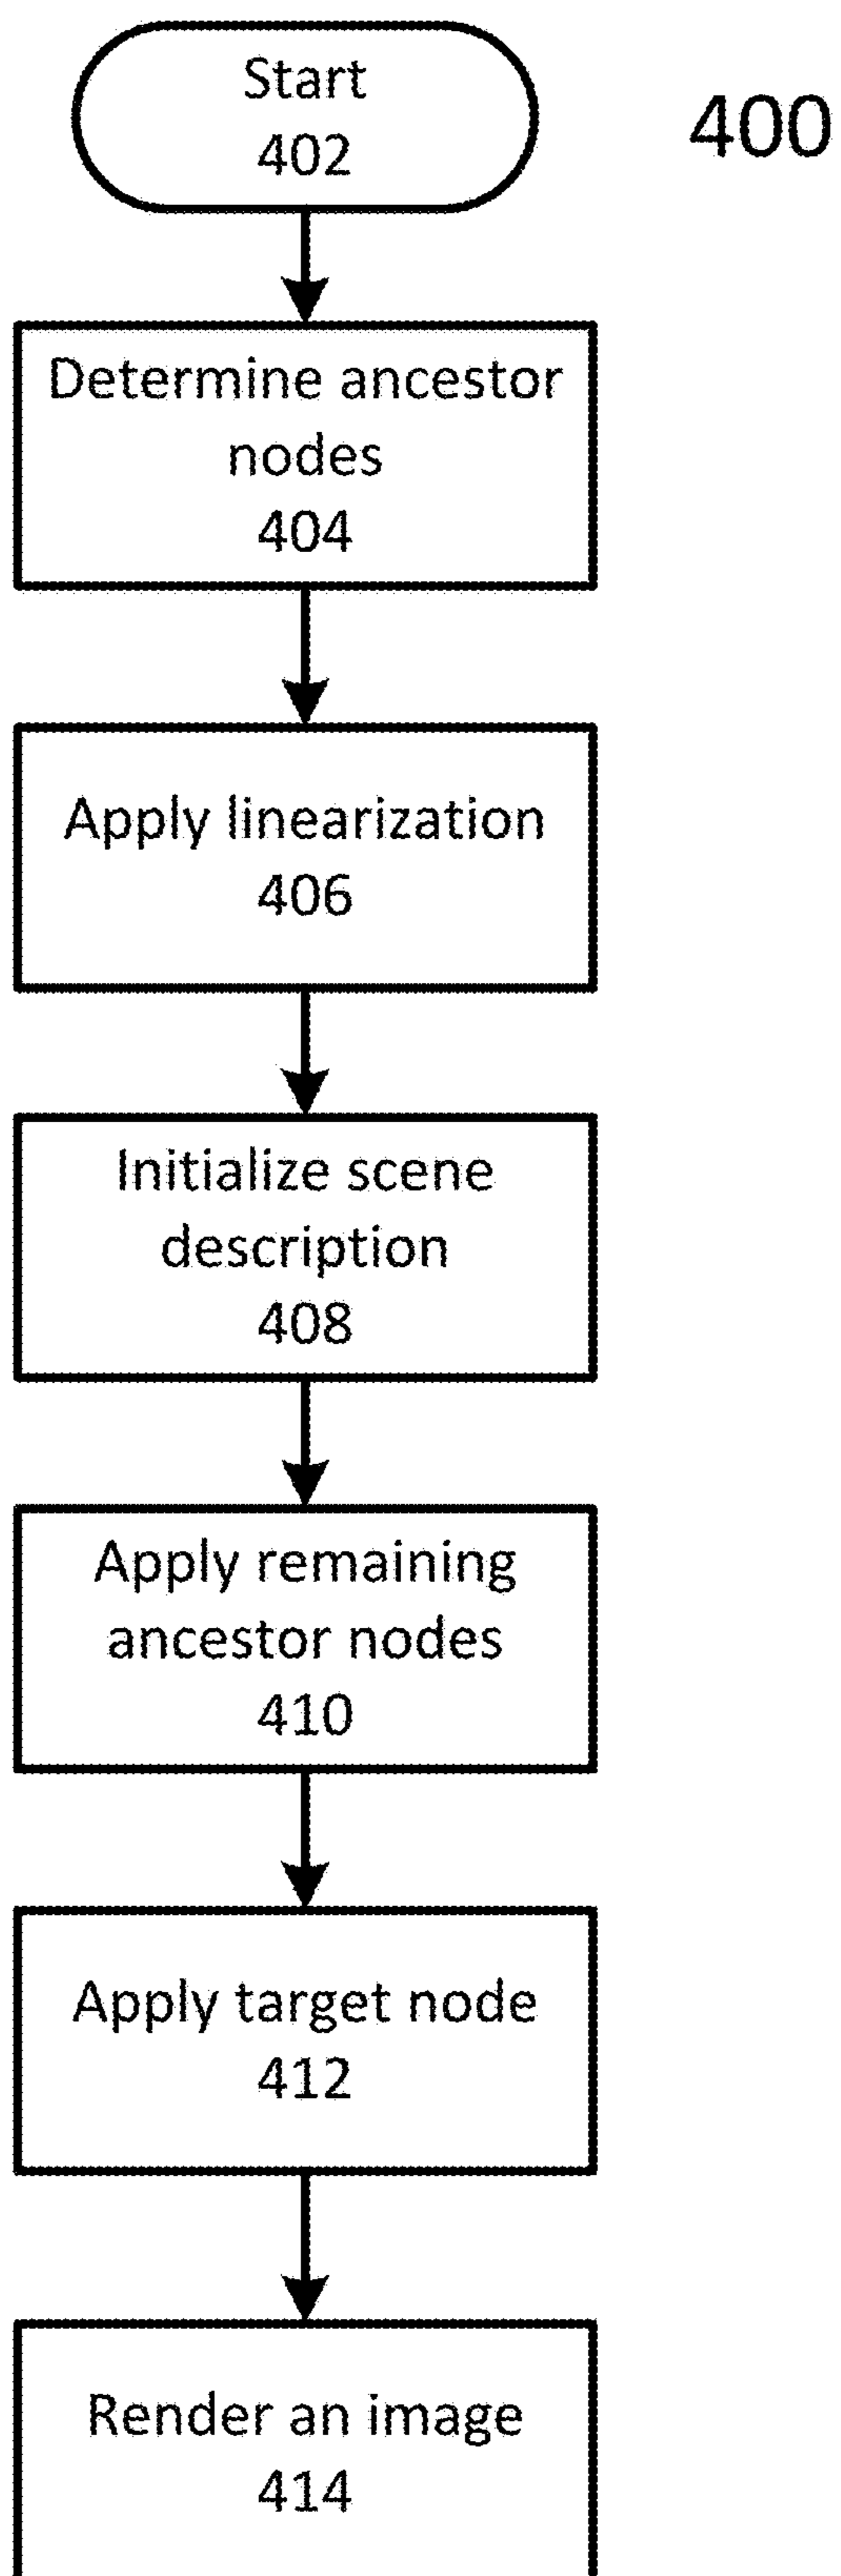 Start
402
400
Determine ancestor
nodes
404
Apply linearization
406
Initialize scene
description
408
Apply remaining
ancestor nodes
410
Apply target node
412
Render an image
414